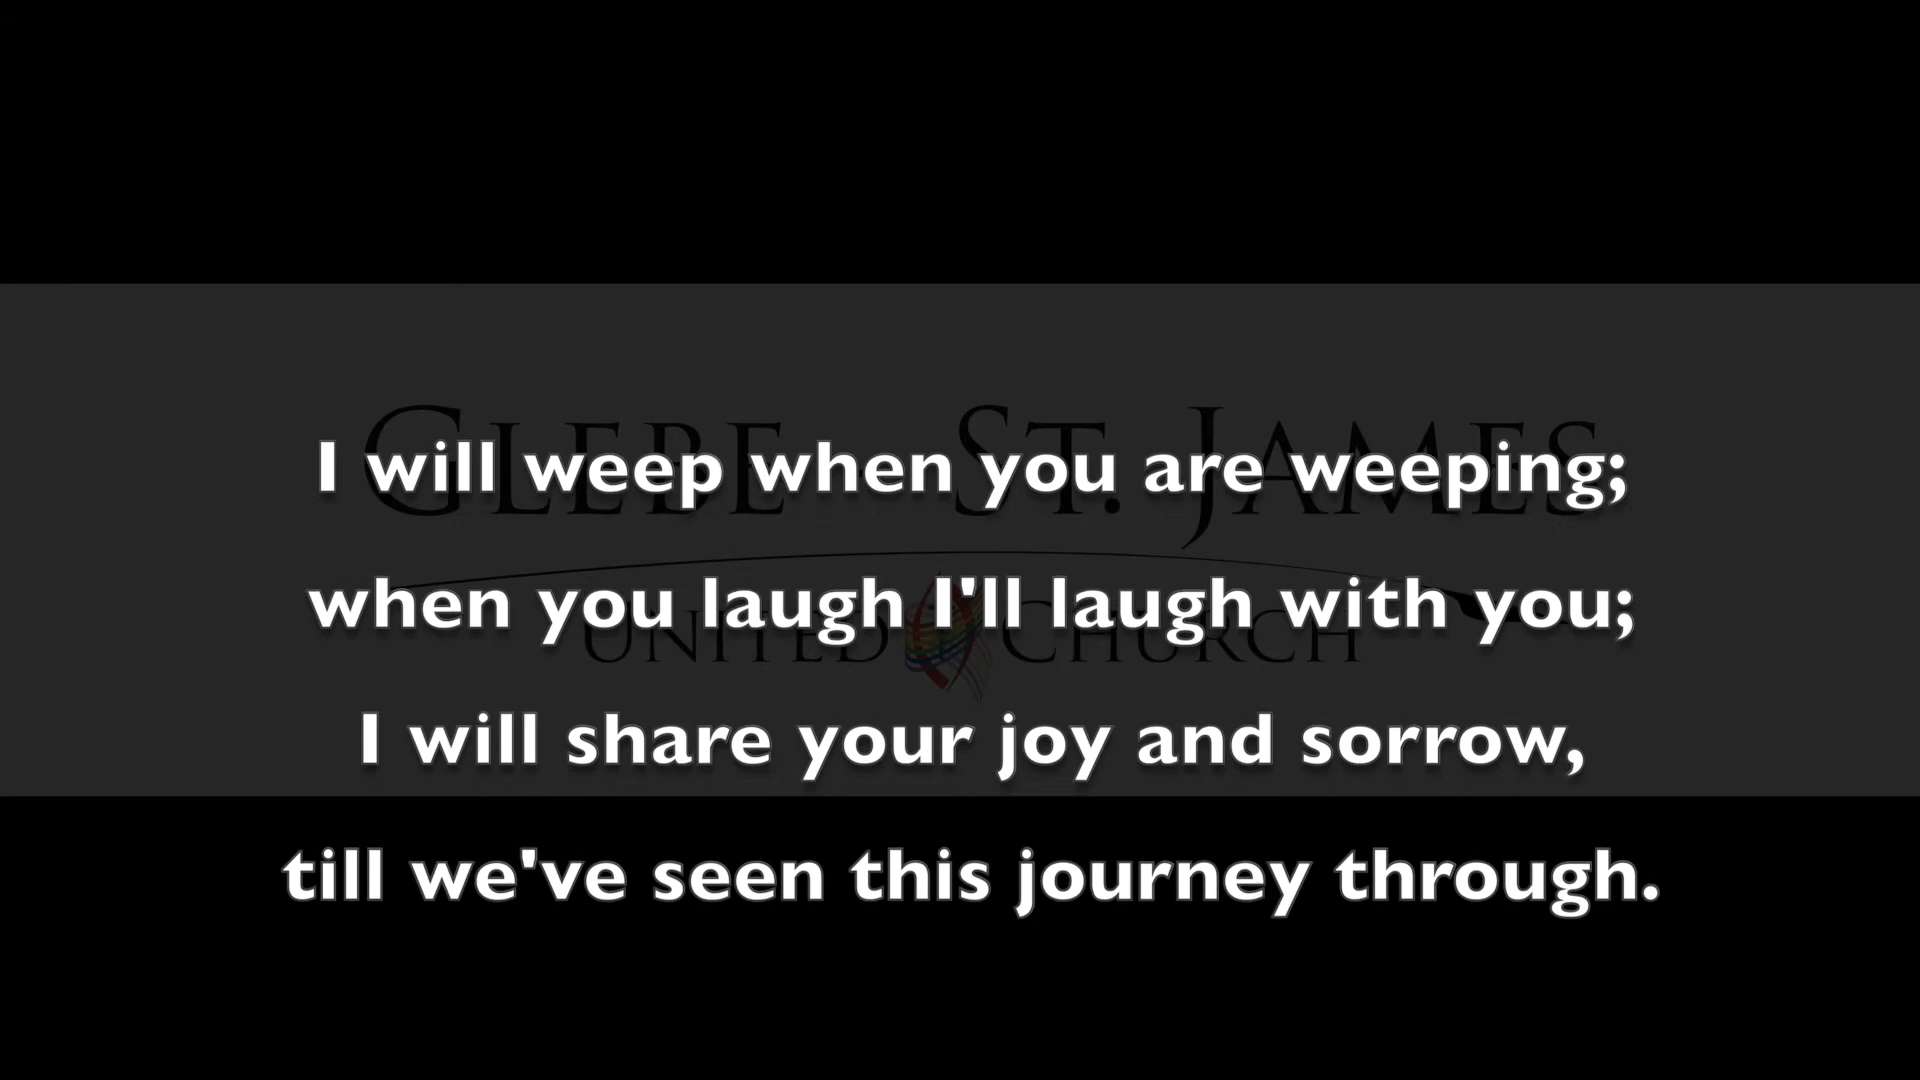 GLEBE ST. JAMES
UNITED CHURCH
I will weep when you are weeping;
when you laugh I'll laugh with you;
I will share your joy and sorrow,
till we've seen this journey through.